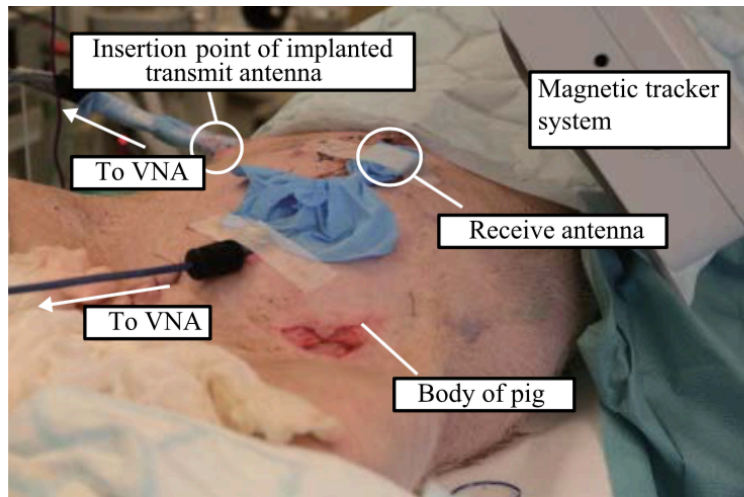 Insertion point of implanted
transmit antenna
Magnetic tracker
system
To VNA
Receive antenna
To VNA
Body of pig